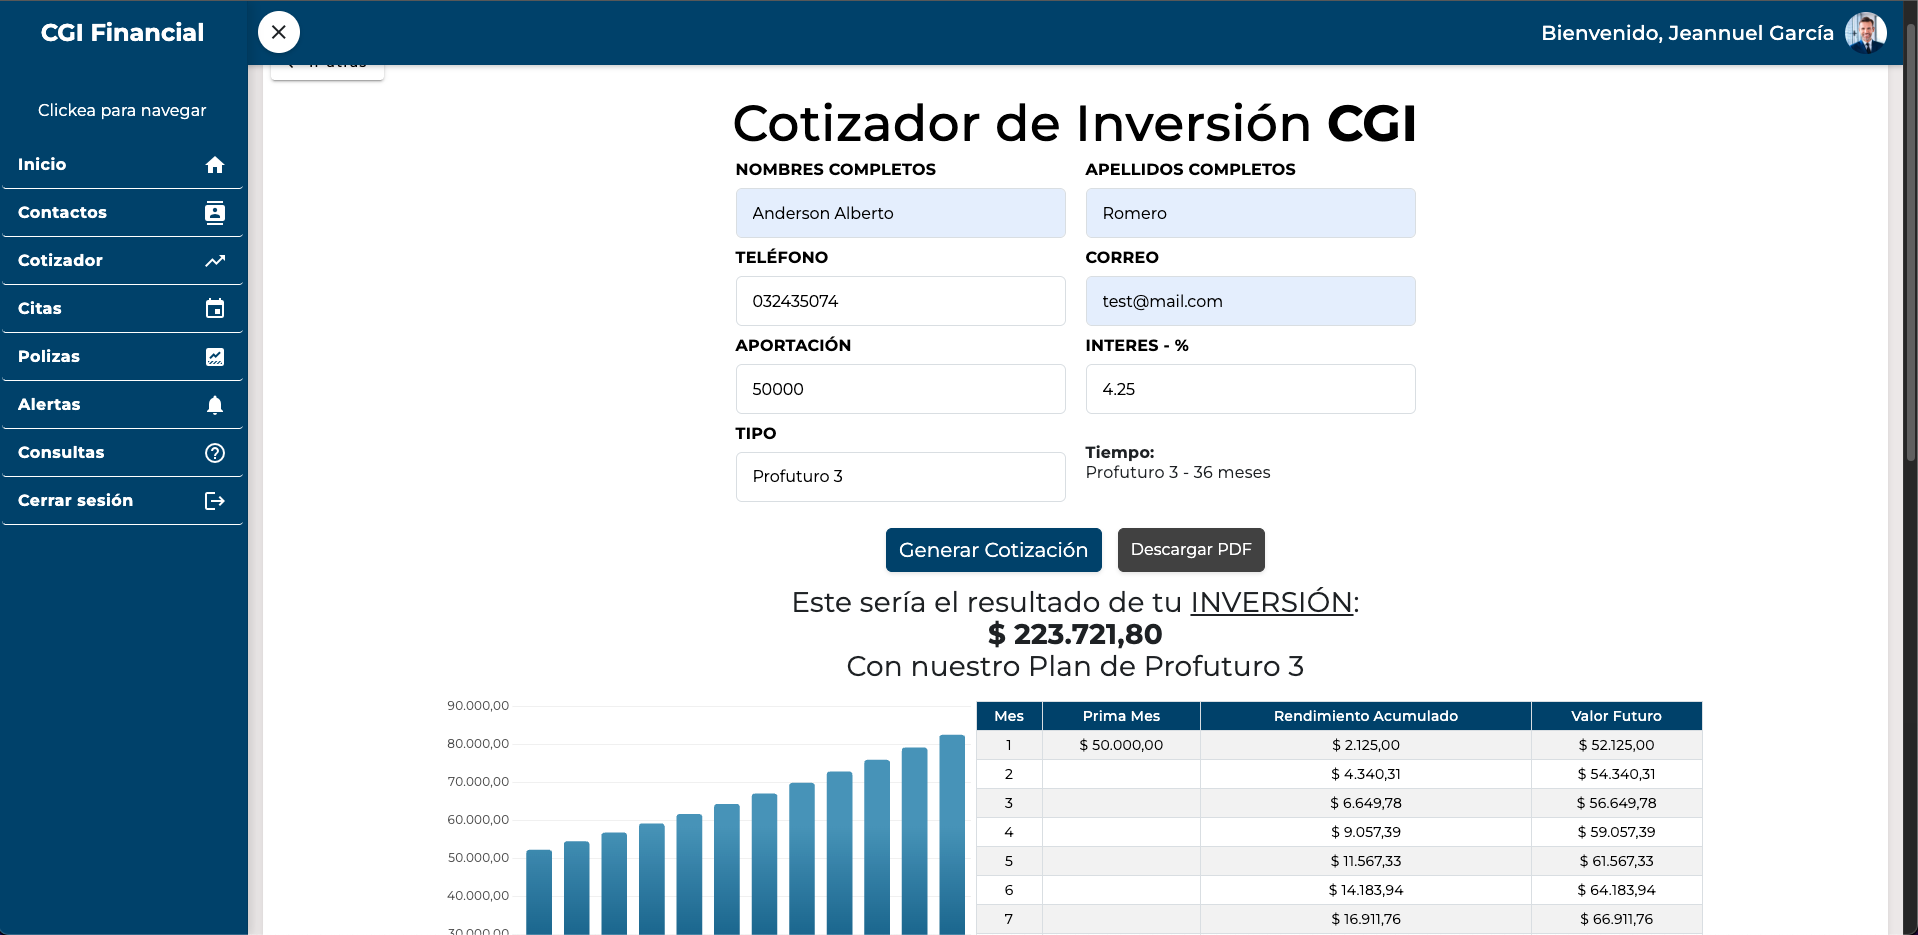 CGI Financial
Bienvenido, Jeannuel García
Clickea para navegar
Inicio
Contactos
Cotizador
Citas
Polizas
Alertas
Consultas
Cerrar sesión
Cotizador de Inversión CGI
NOMBRES COMPLETOS APELLIDOS COMPLETOS
Anderson Alberto Romero
TELÉFONO CORREO
032435074 test@mail.com
APORTACIÓN INTERES - %
50000 4.25
TIPO
Profuturo 3
Tiempo:
Profuturo 3 - 36 meses
Generar Cotización Descargar PDF
Este sería el resultado de tu INVERSIÓN:
$ 223.721,80
Con nuestro Plan de Profuturo 3
90.000,00
80.000,00
70.000,00
60.000,00
50.000,00
40.000,00
30.000,00
Mes Prima Mes Rendimiento Acumulado Valor Futuro
1 $ 50.000,00 $ 2.125,00 $ 52.125,00
2 $ 4.340,31 $ 54.340,31
3 $ 6.649,78 $ 56.649,78
4 $ 9.057,39 $ 59.057,39
5 $ 11.567,33 $ 61.567,33
6 $ 14.183,94 $ 64.183,94
7 $ 16.911,76 $ 66.911,76